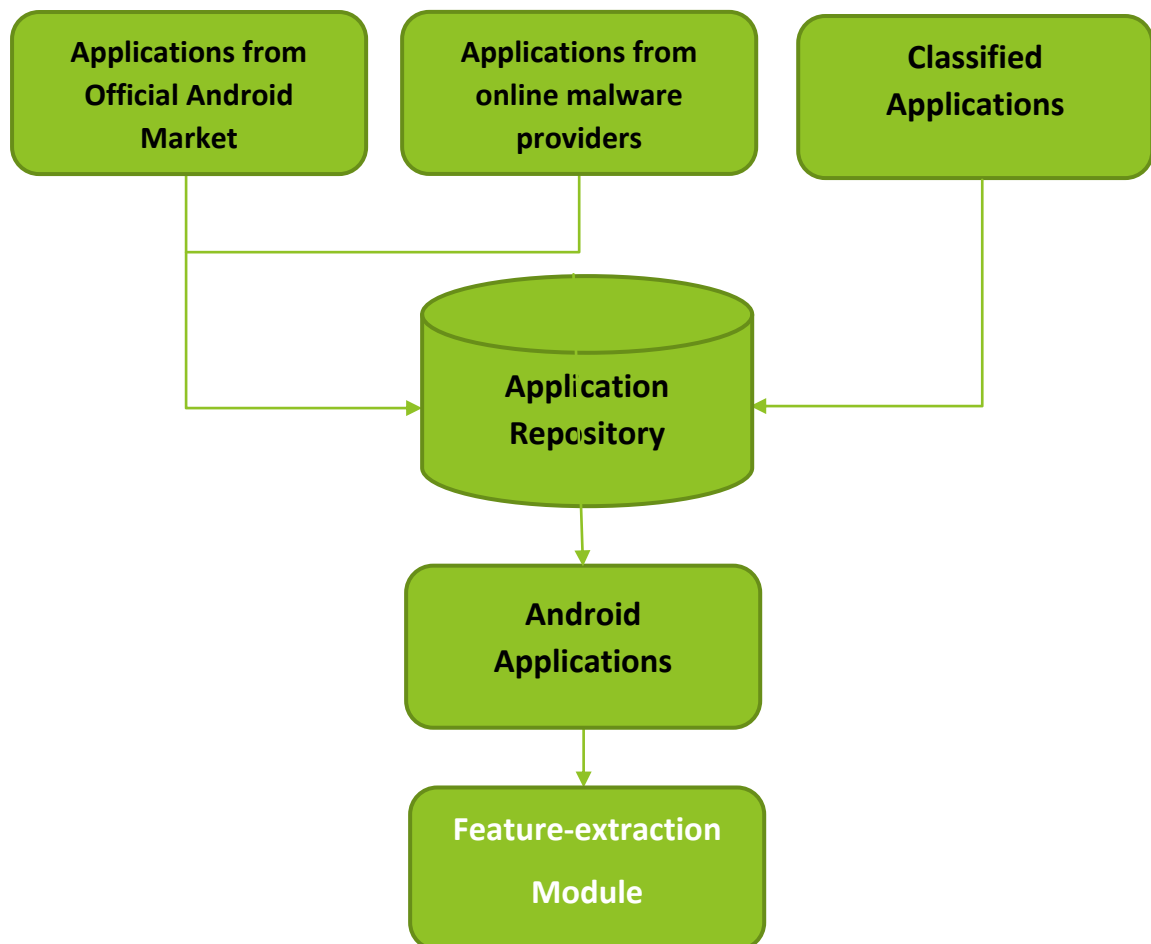 Applications from
Official Android
Market
Applications from
online malware
providers
Classified
Applications
Application
Repository
Android
Applications
Feature-extraction
Module